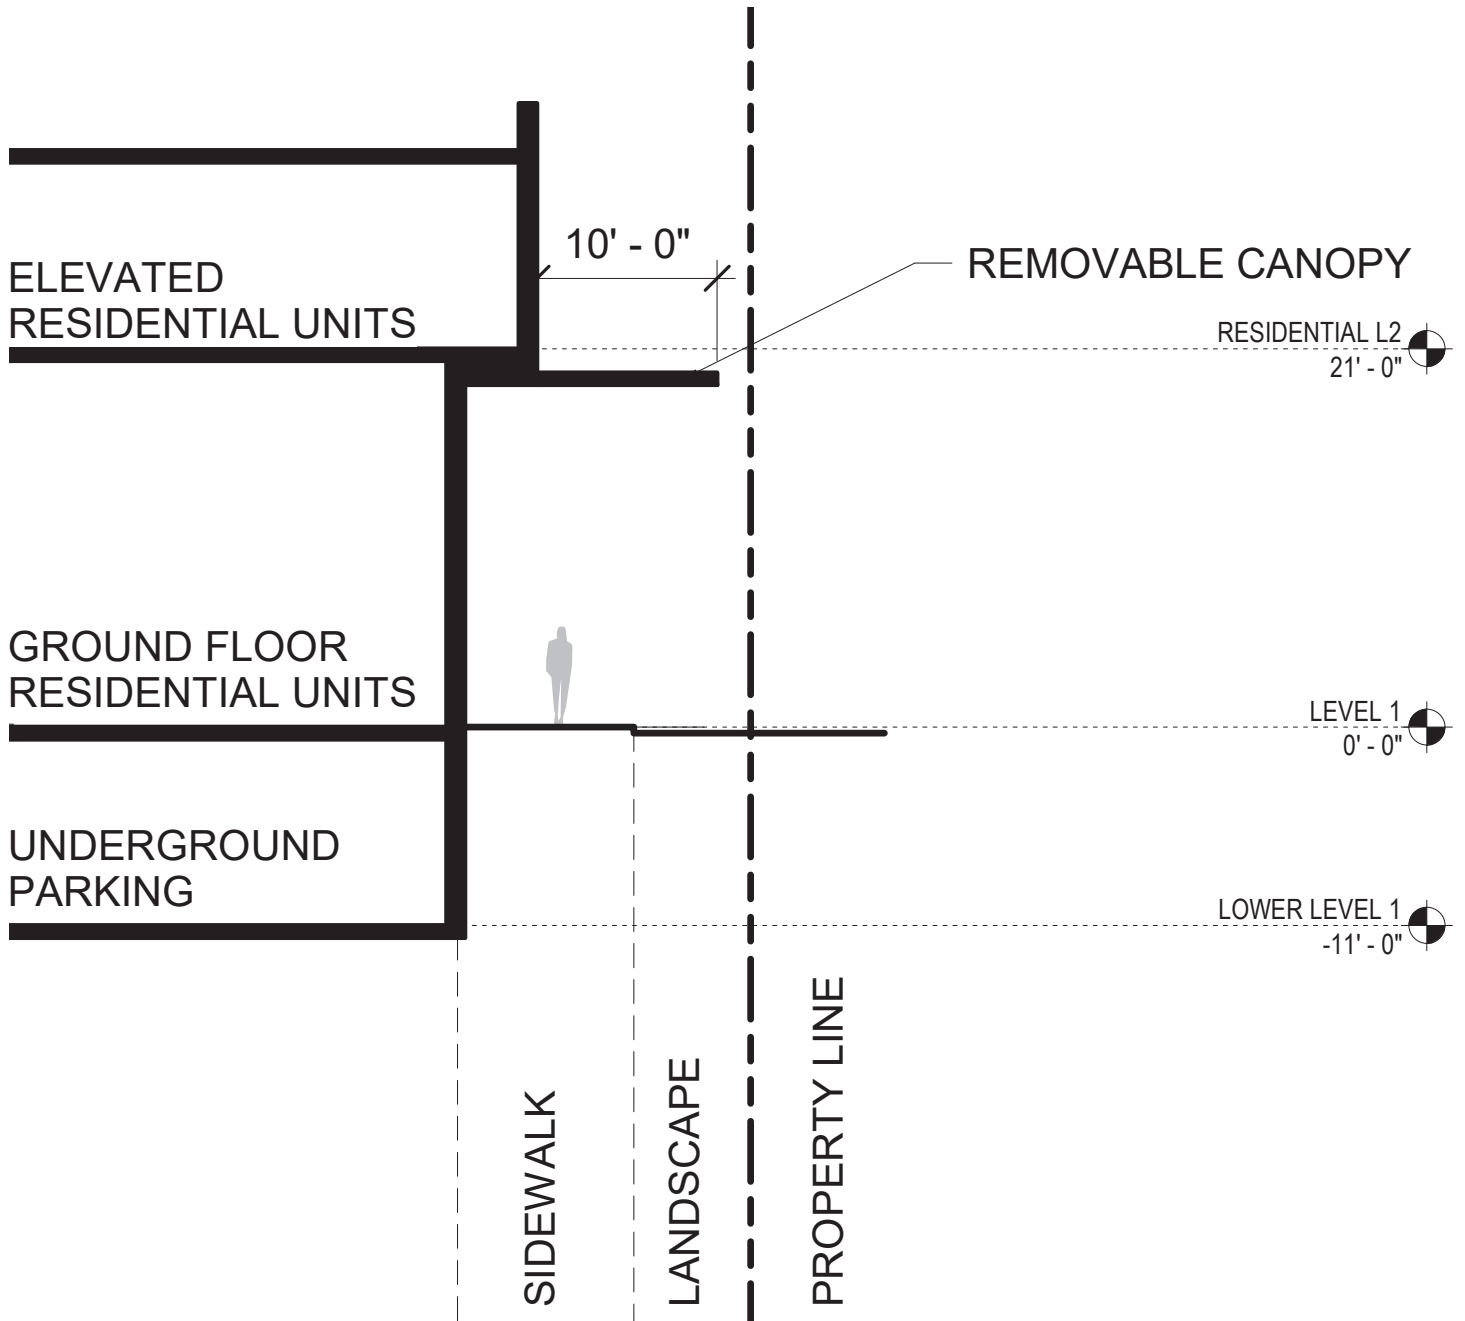 10' - 0"
REMOVABLE CANOPY
ELEVATED
RESIDENTIAL UNITS
RESIDENTIAL L2
21' - 0"
GROUND FLOOR
RESIDENTIAL UNITS
LEVEL 1
0' - 0"
UNDERGROUND
PARKING
LOWER LEVEL 1
-11' - 0"
SIDEWALK
LANDSCAPE
PROPERTY LINE